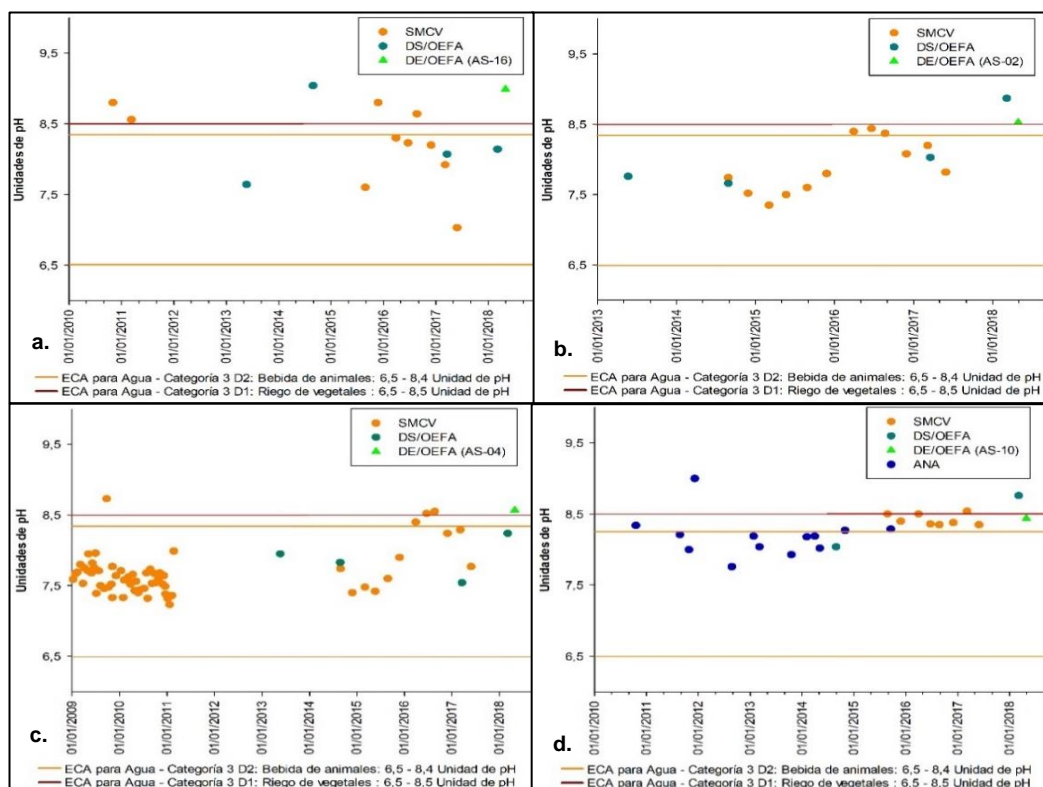 SMCV
DS/OEFA
DE/OEFA (AS-16)
9,5
8,5
7,5
6,5
Unidades de pH
01/01/2010
01/01/2011
01/01/2012
01/01/2013
01/01/2014
01/01/2015
01/01/2016
01/01/2017
01/01/2018
a.
ECA para Agua - Categoría 3 D2: Bebida de animales: 6,5 - 8,4 Unidad de pH
ECA para Agua - Categoría 3 D1: Riego de vegetales : 6,5 - 8,5 Unidad de pH
SMCV
DS/OEFA
DE/OEFA (AS-02)
9,5
8,5
7,5
6,5
Unidades de pH
01/01/2013
01/01/2014
01/01/2015
01/01/2016
01/01/2017
01/01/2018
b.
ECA para Agua - Categoría 3 D2: Bebida de animales: 6,5 - 8,4 Unidad de pH
ECA para Agua - Categoría 3 D1: Riego de vegetales : 6,5 - 8,5 Unidad de pH
SMCV
DS/OEFA
DE/OEFA (AS-04)
9,5
8,5
7,5
6,5
Unidades de pH
01/01/2009
01/01/2010
01/01/2011
01/01/2012
01/01/2013
01/01/2014
01/01/2015
01/01/2016
01/01/2017
01/01/2018
c.
ECA para Agua - Categoría 3 D2: Bebida de animales: 6,5 - 8,4 Unidad de pH
ECA para Agua - Categoría 3 D1: Riego de vegetales : 6,5 - 8,5 Unidad de pH
SMCV
DS/OEFA
DE/OEFA (AS-10)
ANA
9,5
8,5
7,5
6,5
Unidades de pH
01/01/2010
01/01/2011
01/01/2012
01/01/2013
01/01/2014
01/01/2015
01/01/2016
01/01/2017
01/01/2018
d.
ECA para Agua - Categoría 3 D2: Bebida de animales: 6,5 - 8,4 Unidad de pH
ECA para Agua - Categoría 3 D1: Riego de vegetales : 6,5 - 8,5 Unidad de pH